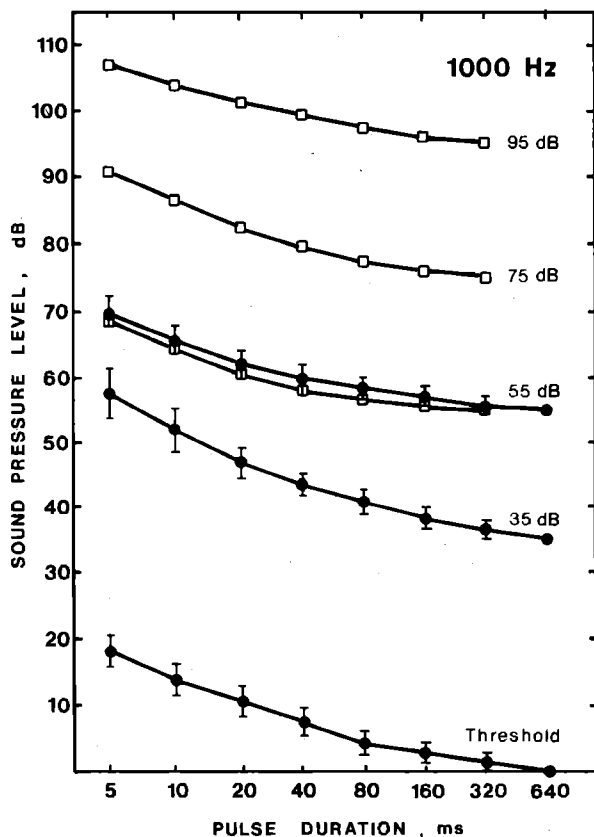 1000 Hz
SOUND PRESSURE LEVEL, dB
110
100
90
80
70
60
50
40
30
20
10
95 dB
75 dB
55 dB
35 dB
Threshold
5 10 20 40 80 160 320 640
PULSE DURATION, ms